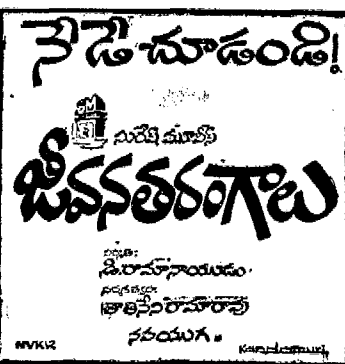 నేడే చూడండి!
సురేష్ మూవీస్
జీవనతరంగాలు
నిర్మాత:
డి.రామానాయుడు.
దర్శకత్వం:
తాతినేని రామారావు
నవయుగ.